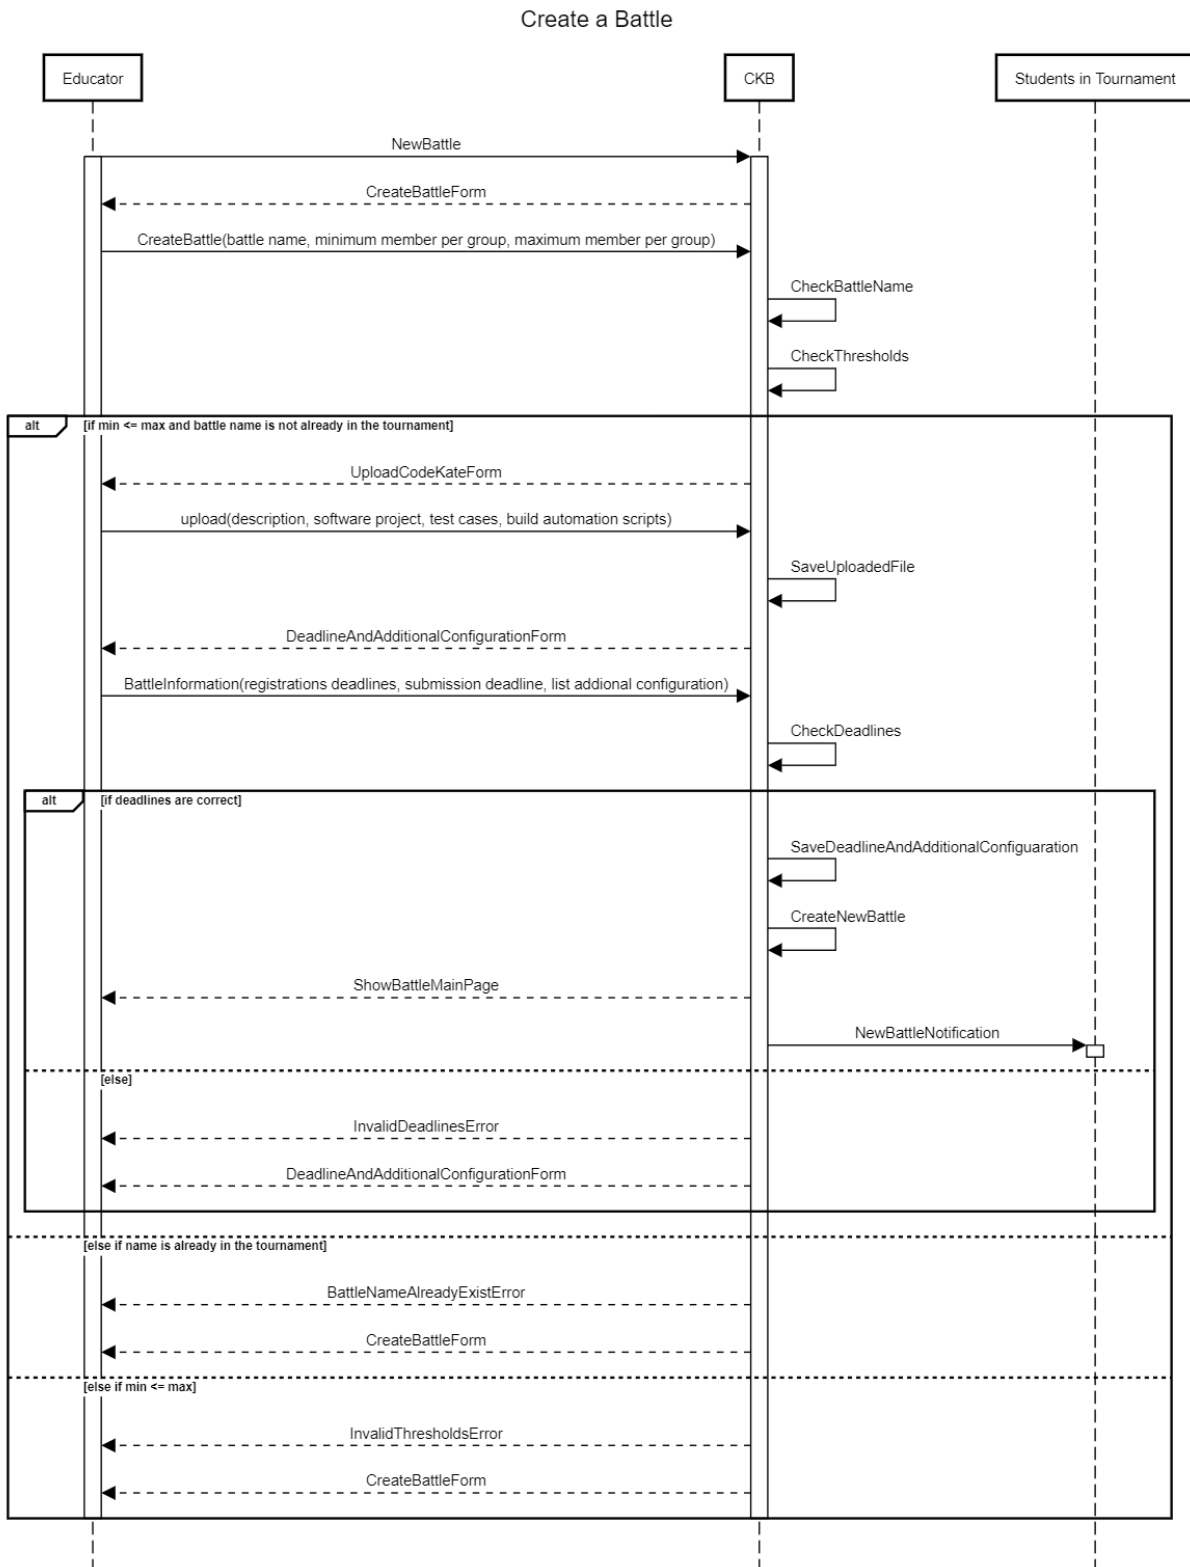 Create a Battle
Educator
CKB
Students in Tournament
NewBattle
CreateBattleForm
CreateBattle(battle name, minimum member per group, maximum member per group)
CheckBattleName
CheckThresholds
alt
[if min <= max and battle name is not already in the tournament]
UploadCodeKateForm
upload(description, software project, test cases, build automation scripts)
SaveUploadedFile
DeadlineAndAdditionalConfigurationForm
BattleInformation(registrations deadlines, submission deadline, list addional configuration)
CheckDeadlines
alt
[if deadlines are correct]
SaveDeadlineAndAdditionalConfiguaration
CreateNewBattle
ShowBattleMainPage
NewBattleNotification
[else]
InvalidDeadlinesError
DeadlineAndAdditionalConfigurationForm
[else if name is already in the tournament]
BattleNameAlreadyExistError
CreateBattleForm
[else if min <= max]
InvalidThresholdsError
CreateBattleForm